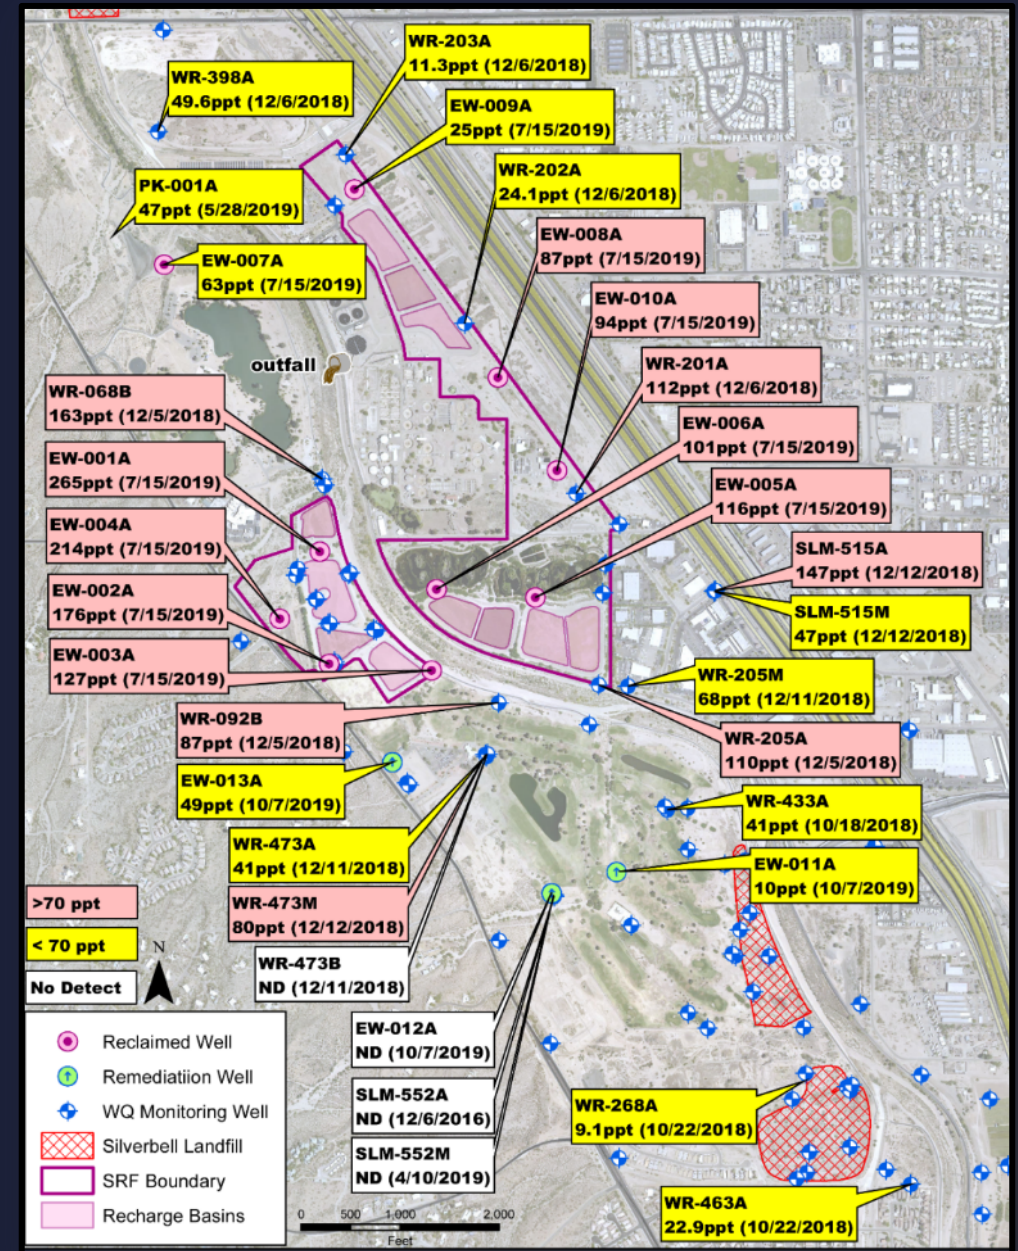 WR-203A
11.3ppt (12/6/2018)
WR-398A
49.6ppt (12/6/2018)
EW-009A
25ppt (7/15/2019)
WR-202A
24.1ppt (12/6/2018)
PK-001A
47ppt (5/28/2019)
EW-008A
87ppt (7/15/2019)
EW-007A
63ppt (7/15/2019)
EW-010A
94ppt (7/15/2019)
outfall
WR-201A
112ppt (12/6/2018)
WR-068B
163ppt (12/5/2018)
EW-006A
101ppt (7/15/2019)
EW-001A
265ppt (7/15/2019)
EW-005A
116ppt (7/15/2019)
EW-004A
214ppt (7/15/2019)
SLM-515A
147ppt (12/12/2018)
EW-002A
176ppt (7/15/2019)
SLM-515M
47ppt (12/12/2018)
EW-003A
127ppt (7/15/2019)
WR-205M
68ppt (12/11/2018)
WR-092B
87ppt (12/5/2018)
WR-205A
110ppt (12/5/2018)
EW-013A
49ppt (10/7/2019)
WR-433A
41ppt (10/18/2018)
WR-473A
41ppt (12/11/2018)
EW-011A
10ppt (10/7/2019)
WR-473M
80ppt (12/12/2018)
WR-473B
ND (12/11/2018)
>70 ppt
< 70 ppt
No Detect
N
EW-012A
ND (10/7/2019)
SLM-552A
ND (12/6/2016)
SLM-552M
ND (4/10/2019)
WR-268A
9.1ppt (10/22/2018)
WR-463A
22.9ppt (10/22/2018)
Reclaimed Well
Remediatiion Well
WQ Monitoring Well
Silverbell Landfill
SRF Boundary
Recharge Basins
0 500 1,000 2,000
Feet